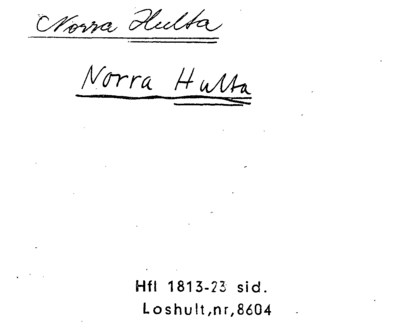 Norra Hulta
Norra Hulta
Hfl 1813-23 sid.
Loshult,nr,8604